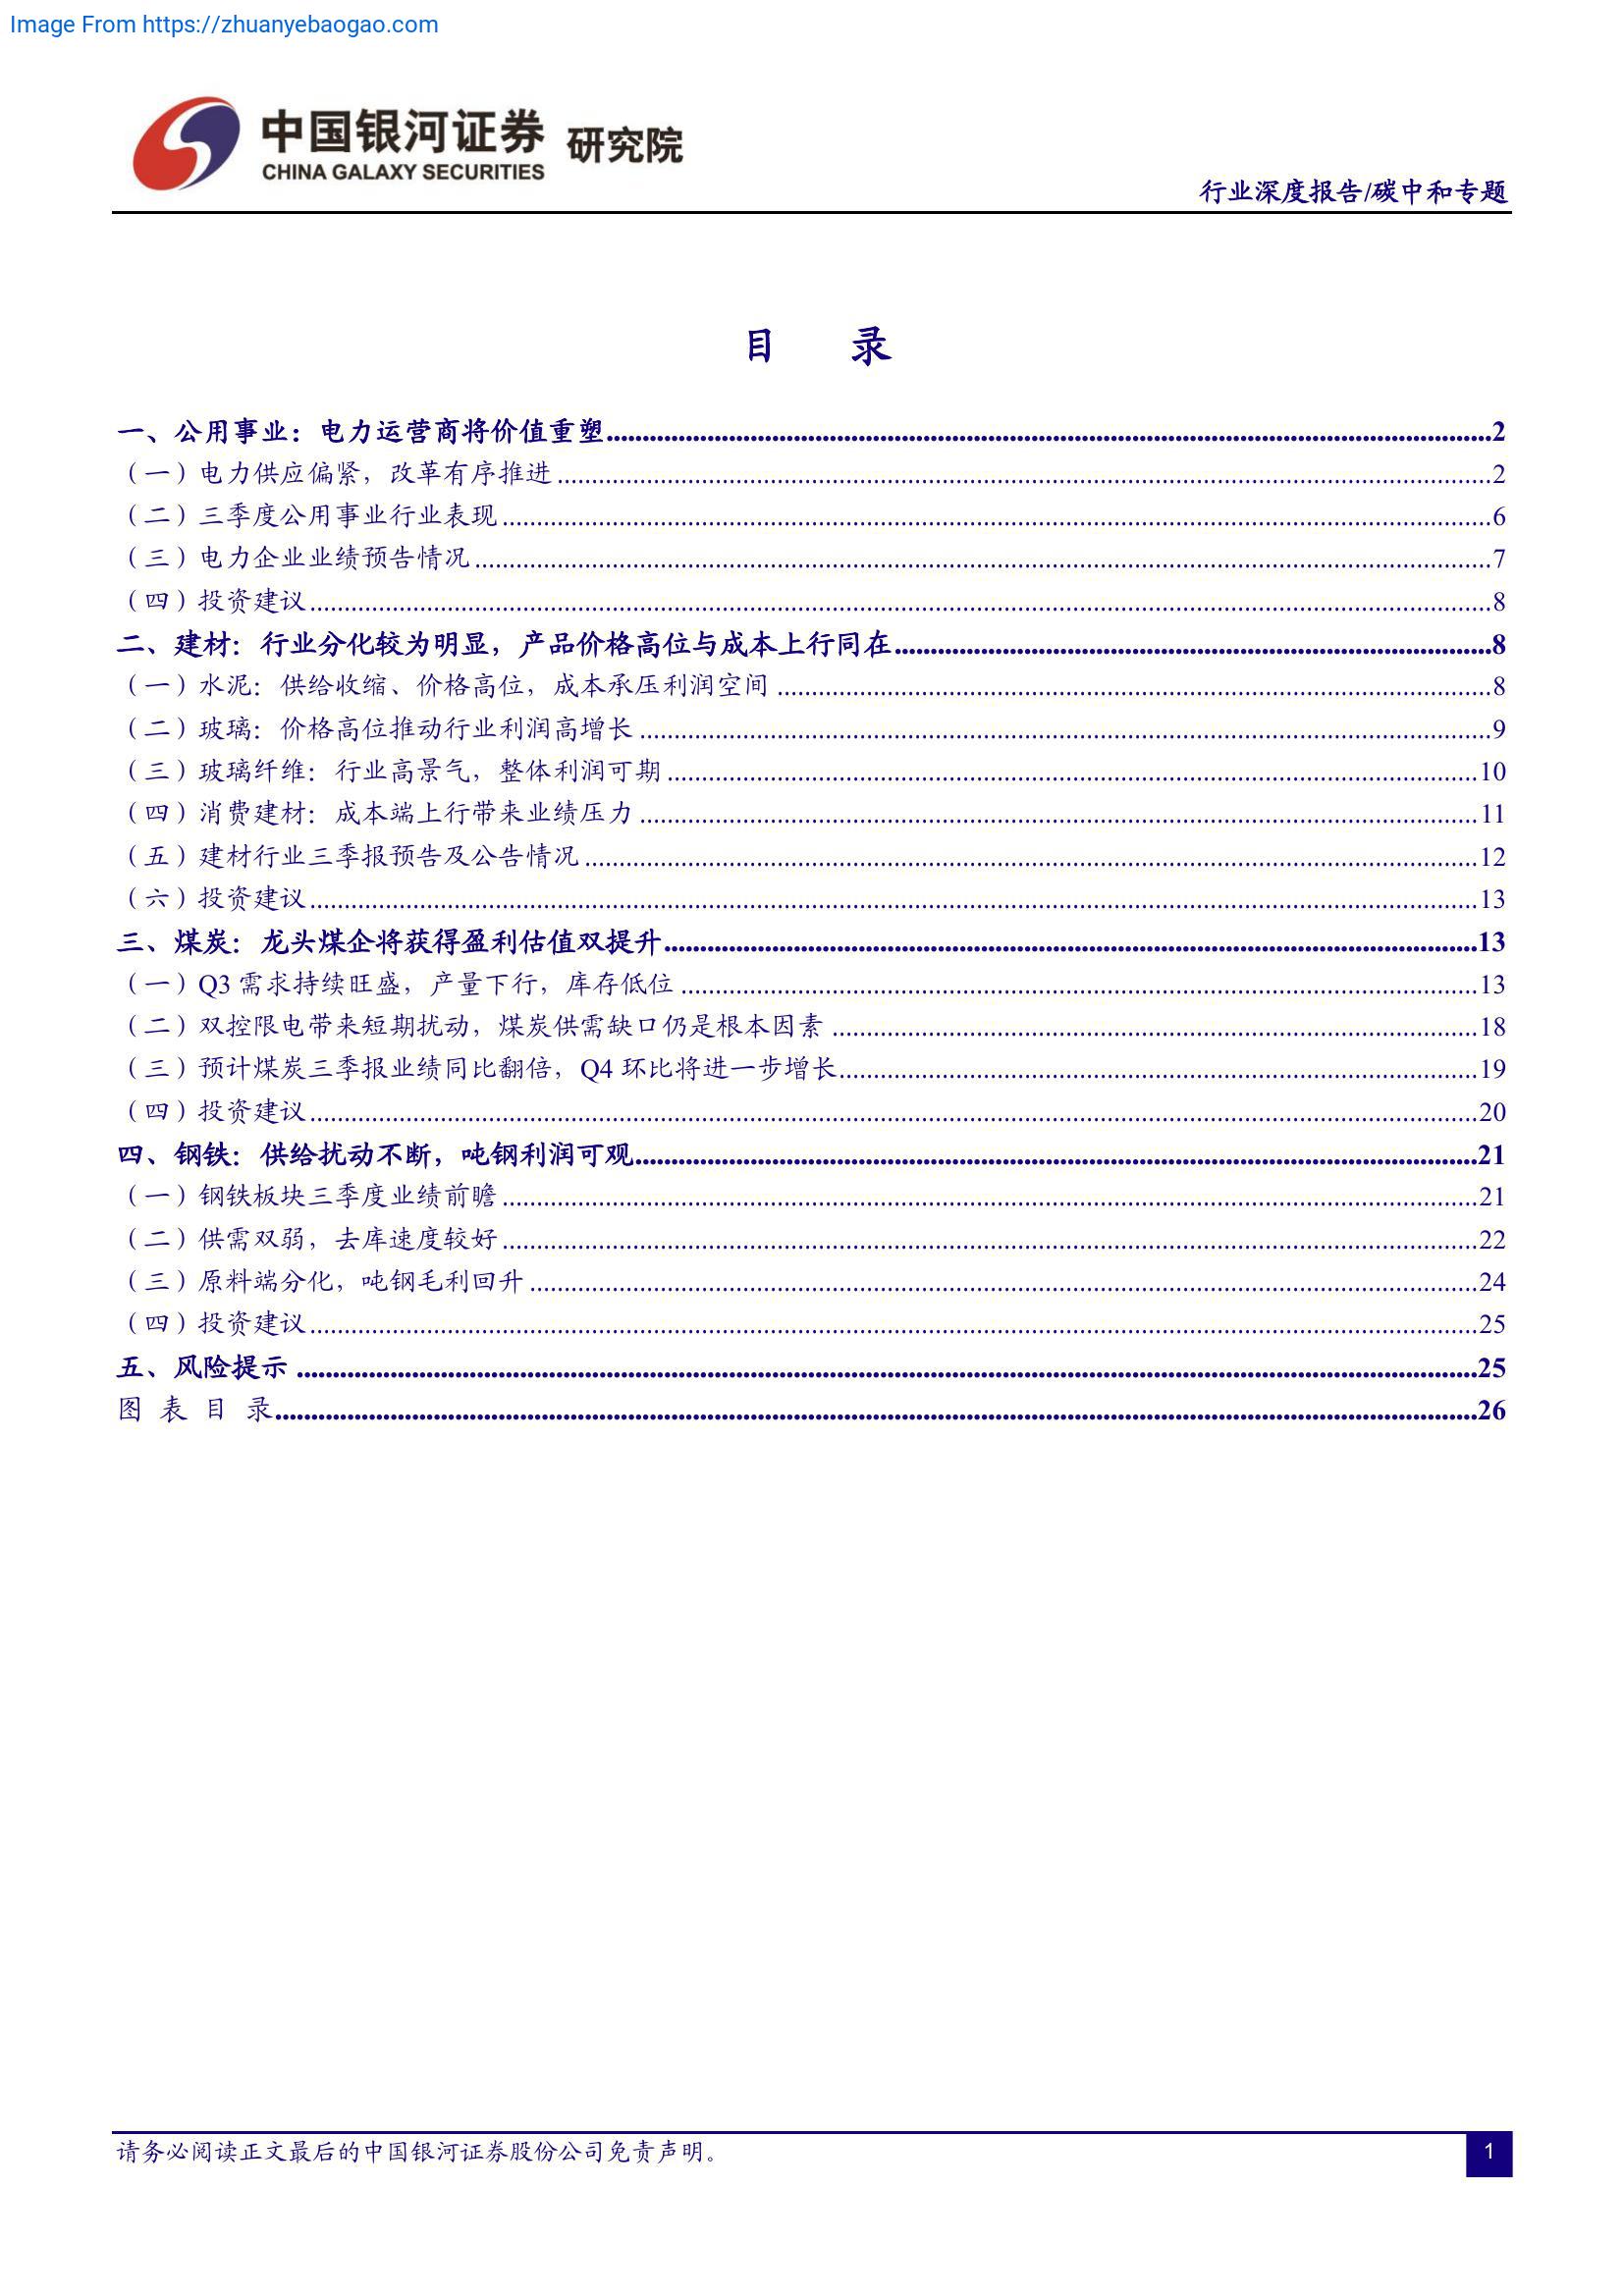 Image From https://zhuanyebaogao.com
中国银河证券 研究院
CHINA GALAXY SECURITIES
行业深度报告/碳中和专题
目 录
一、公用事业：电力运营商将价值重塑....................2
（一）电力供应偏紧，改革有序推进....................2
（二）三季度公用事业行业表现....................6
（三）电力企业业绩预告情况....................7
（四）投资建议....................8
二、建材：行业分化较为明显，产品价格高位与成本上行同在....................8
（一）水泥：供给收缩、价格高位，成本承压利润空间....................8
（二）玻璃：价格高位推动行业利润高增长....................9
（三）玻璃纤维：行业高景气，整体利润可期....................10
（四）消费建材：成本端上行带来业绩压力....................11
（五）建材行业三季报预告及公告情况....................12
（六）投资建议....................13
三、煤炭：龙头煤企将获得盈利估值双提升....................13
（一）Q3 需求持续旺盛，产量下行，库存低位....................13
（二）双控限电带来短期扰动，煤炭供需缺口仍是根本因素....................18
（三）预计煤炭三季报业绩同比翻倍，Q4 环比将进一步增长....................19
（四）投资建议....................20
四、钢铁：供给扰动不断，吨钢利润可观....................21
（一）钢铁板块三季度业绩前瞻....................21
（二）供需双弱，去库速度较好....................22
（三）原料端分化，吨钢毛利回升....................24
（四）投资建议....................25
五、风险提示....................25
图 表 目 录....................26
请务必阅读正文最后的中国银河证券股份公司免责声明。
1